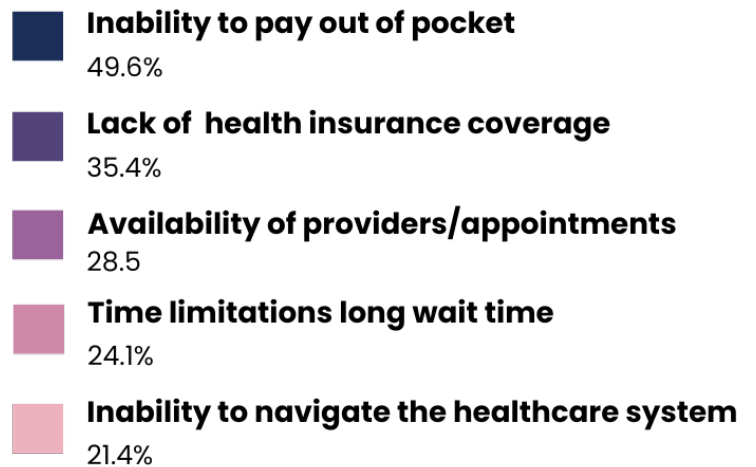 Inability to pay out of pocket
49.6%
Lack of  health insurance coverage
35.4%
Availability of providers/appointments
28.5
Time limitations long wait time
24.1%
Inability to navigate the healthcare system
21.4%